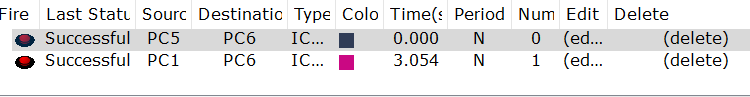 Fire Last Statu Sourc Destinatio Type Colo Time(s Period Num Edit Delete
Successful PC5 PC6 IC... 0.000 N 0 (ed... (delete)
Successful PC1 PC6 IC... 3.054 N 1 (ed... (delete)